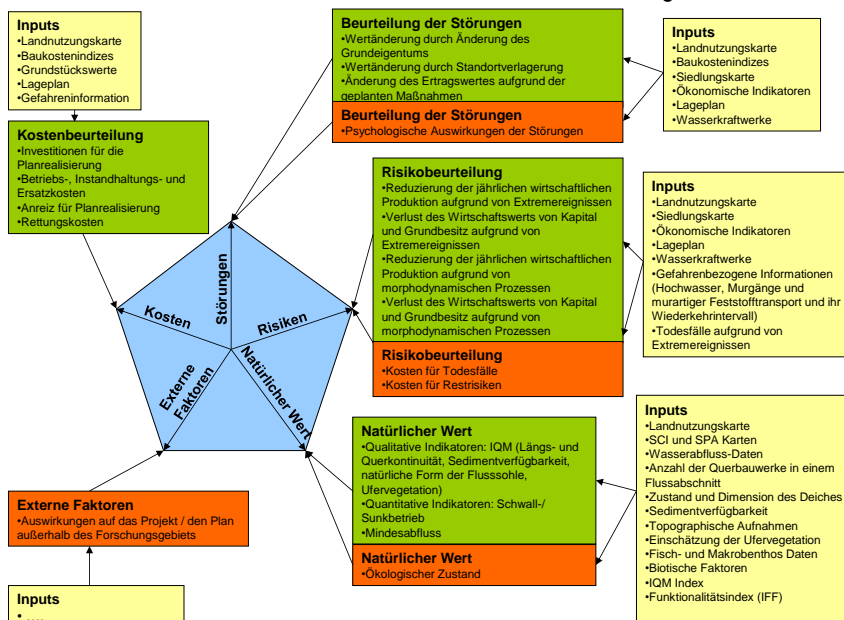 Inputs
•Landnutzungskarte
•Baukostenindizes
•Grundstückswerte
•Lageplan
•Gefahreninformation
Kostenbeurteilung
•Investitionen für die
Planrealisierung
•Betriebs-, Instandhaltungs- und
Ersatzkosten
•Anreiz für Planrealisierung
•Rettungskosten
Beurteilung der Störungen
•Wertänderung durch Änderung des
Grundeigentums
•Wertänderung durch Standortverlagerung
•Änderung des Ertragswertes aufgrund der
geplanten Maßnahmen
Beurteilung der Störungen
•Psychologische Auswirkungen der Störungen
Inputs
•Landnutzungskarte
•Baukostenindizes
•Siedlungskarte
•Ökonomische Indikatoren
•Lageplan
•Wasserkraftwerke
Risikobeurteilung
•Reduzierung der jährlichen wirtschaftlichen
Produktion aufgrund von Extremereignissen
•Verlust des Wirtschaftswerts von Kapital
und Grundbesitz aufgrund von
Extremereignissen
•Reduzierung der jährlichen wirtschaftlichen
Produktion aufgrund von
morphodynamischen Prozessen
•Verlust des Wirtschaftswerts von Kapital
und Grundbesitz aufgrund von
morphodynamischen Prozessen
Risikobeurteilung
•Kosten für Todesfälle
•Kosten für Restrisiken
Inputs
•Landnutzungskarte
•Siedlungskarte
•Ökonomische Indikatoren
•Lageplan
•Wasserkraftwerke
•Gefahrenbezogene Informationen
(Hochwasser, Murgänge und
murartiger Feststofftransport und ihr
Wiederkehrintervall)
•Todesfälle aufgrund von
Extremereignissen
Störungen
Kosten
Risiken
Externe
Faktoren
Natürlicher Wert
Natürlicher Wert
•Qualitative Indikatoren: IQM (Längs- und
Querkontinuität, Sedimentverfügbarkeit,
natürliche Form der Flusssohle,
Ufervegetation)
•Quantitative Indikatoren: Schwall-/
Sunkbetrieb
•Mindesabfluss
Natürlicher Wert
•Ökologischer Zustand
Inputs
•Landnutzungskarte
•SCI und SPA Karten
•Wasserabfluss-Daten
•Anzahl der Querbauwerke in einem
Flussabschnitt
•Zustand und Dimension des Deiches
•Sedimentverfügbarkeit
•Topographische Aufnahmen
•Einschätzung der Ufervegetation
•Fisch- und Makrobenthos Daten
•Biotische Faktoren
•IQM Index
•Funktionalitätsindex (IFF)
Externe Faktoren
•Auswirkungen auf das Projekt / den Plan
außerhalb des Forschungsgebiets
Inputs